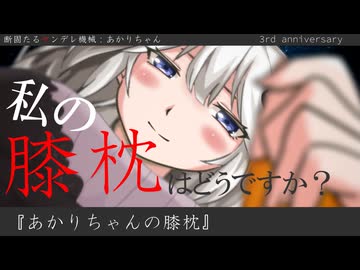 断固たるヤンデレ機械：あかりちゃん
3rd anniversary
私の
膝枕はどうですか？
『あかりちゃんの膝枕』